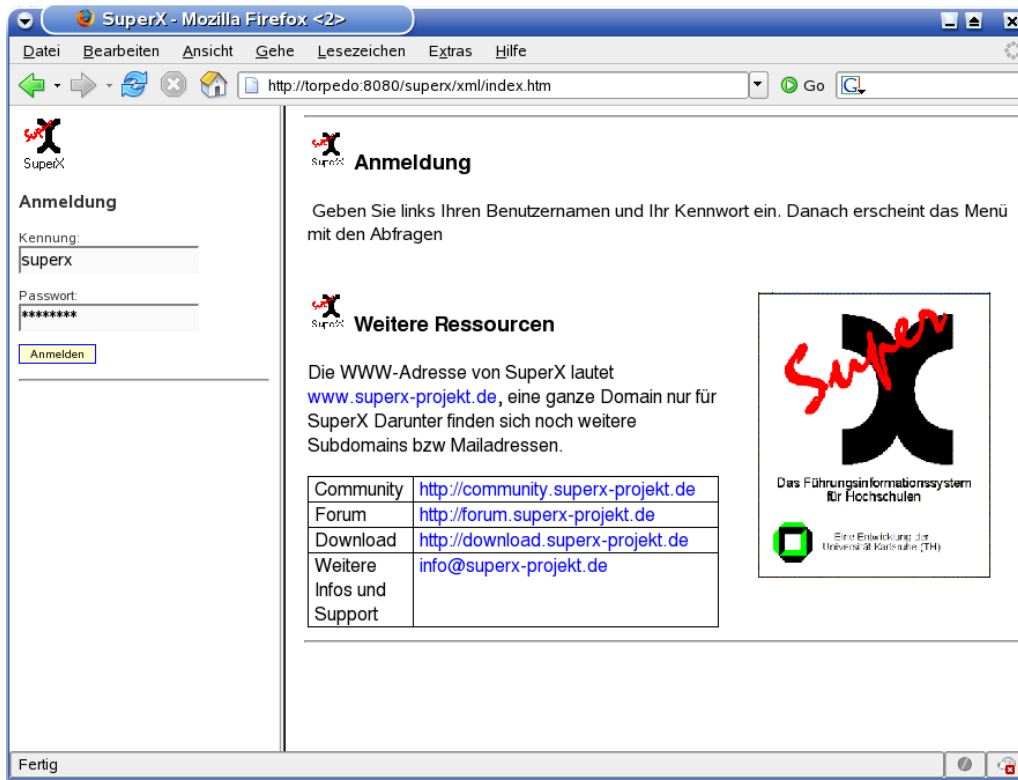 SuperX - Mozilla Firefox <2>
Datei Bearbeiten Ansicht Gehe Lesezeichen Extras Hilfe
http://torpedo:8080/superx/xml/index.htm Go G
Super X
SuperX
Anmeldung
Kennung:
superx
Passwort:
********
Anmelden
Super X
SuperX Anmeldung
Geben Sie links Ihren Benutzernamen und Ihr Kennwort ein. Danach erscheint das Menü
mit den Abfragen
Super X
SuperX Weitere Ressourcen
Die WWW-Adresse von SuperX lautet
www.superx-projekt.de, eine ganze Domain nur für
SuperX Darunter finden sich noch weitere
Subdomains bzw Mailadressen.
Community http://community.superx-projekt.de
Forum http://forum.superx-projekt.de
Download http://download.superx-projekt.de
Weitere info@superx-projekt.de
Infos und
Support
Super X
Das Führungsinformationssystem
für Hochschulen
Eine Entwicklung der
Universität Karlsruhe (TH)
Fertig